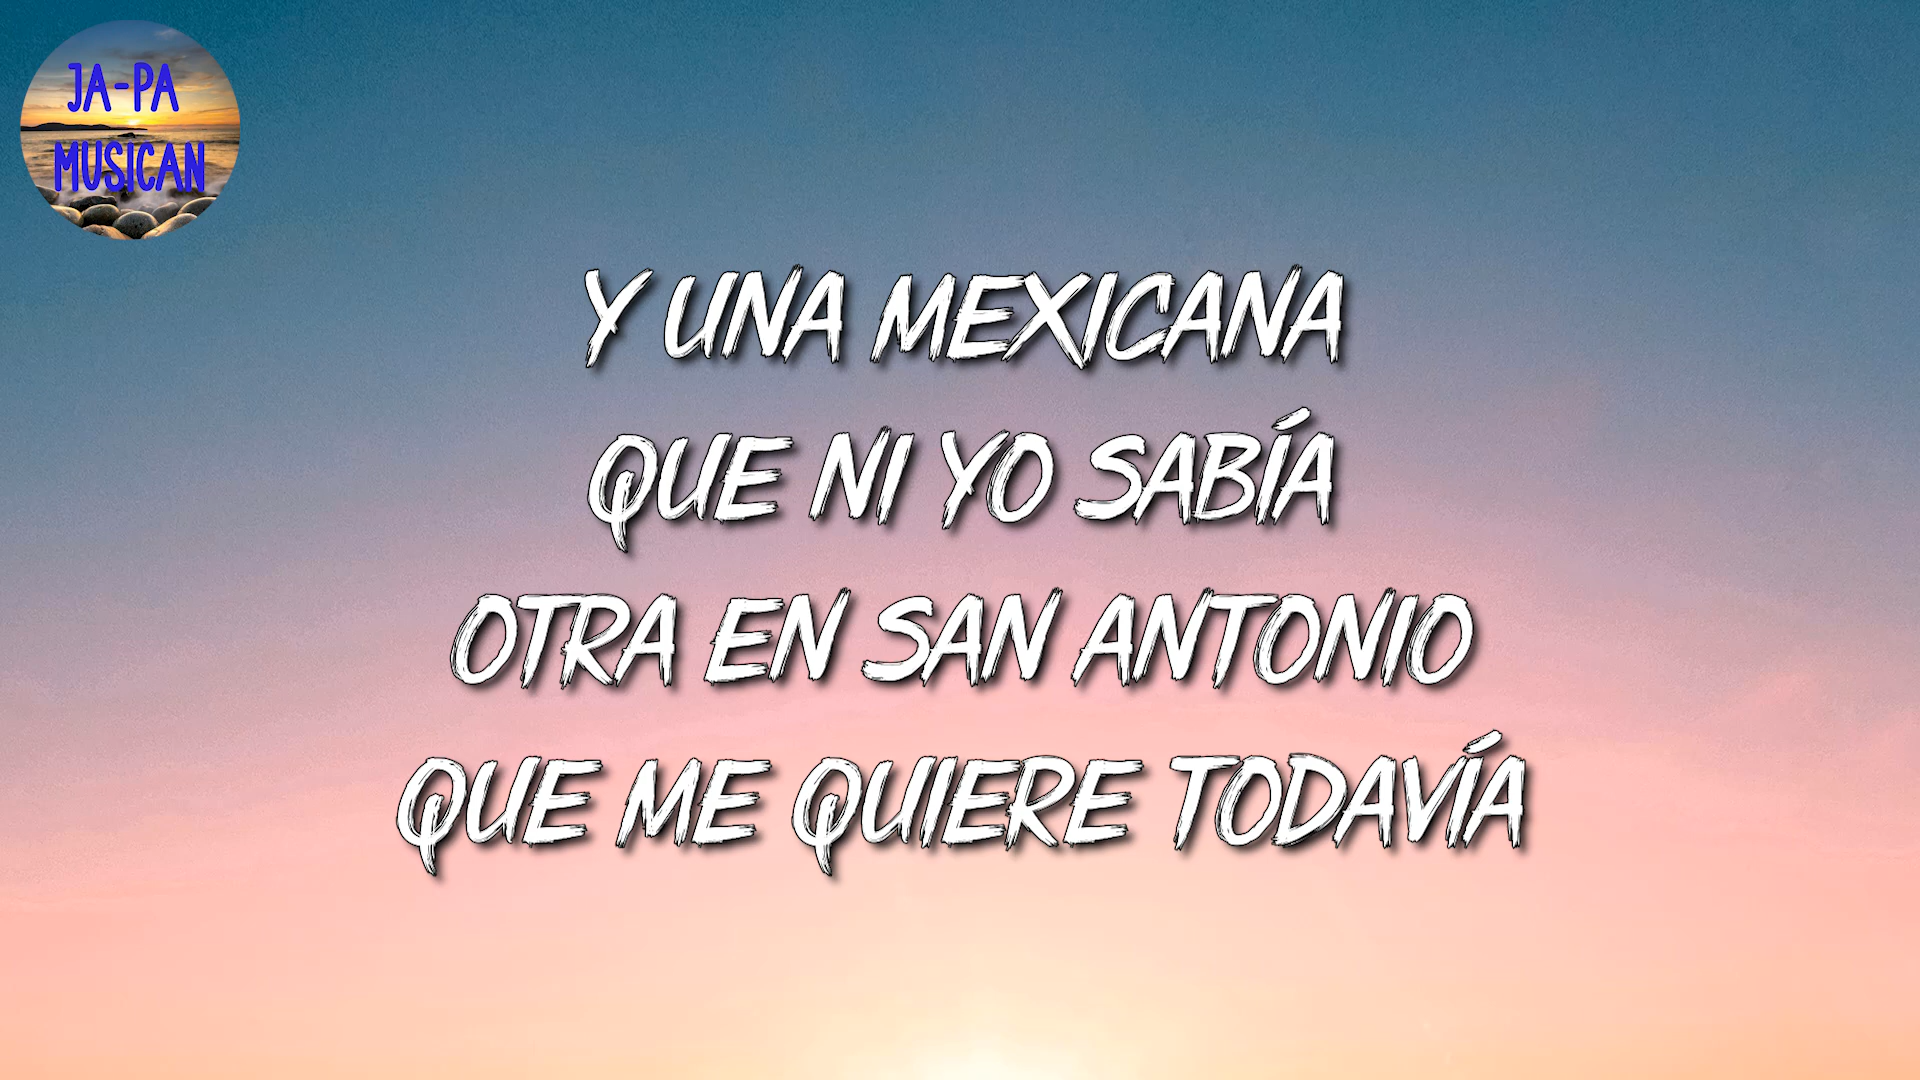 JA-PA
MUSICAN
Y UNA MEXICANA
QUE NI YO SABÍA
OTRA EN SAN ANTONIO
QUE ME QUIERE TODAVÍA